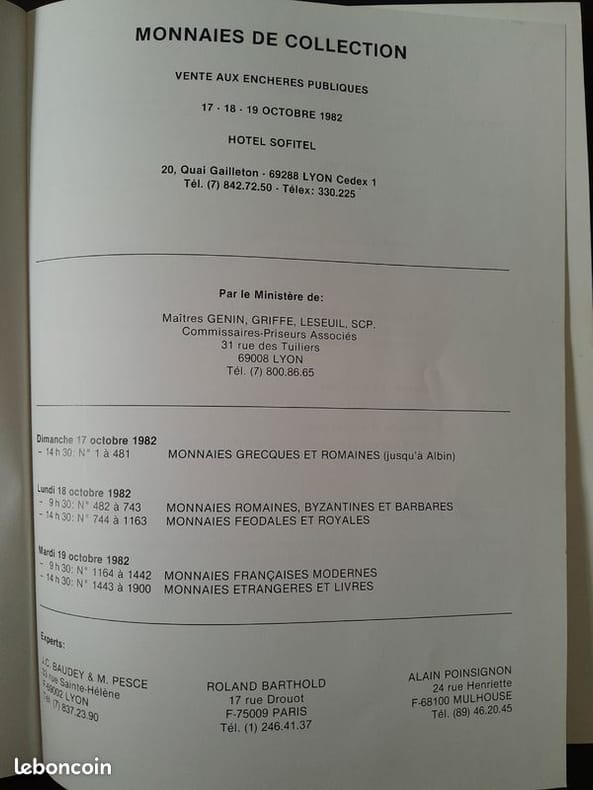 MONNAIES DE COLLECTION
VENTE AUX ENCHERES PUBLIQUES
17 - 18 - 19 OCTOBRE 1982
HOTEL SOFITEL
20, Quai Gailleton - 69288 LYON Cedex 1
Tél. (7) 842.72.50 - Télex: 330.225
Par le Ministère de:
Maîtres GENIN, GRIFFE, LESEUIL, SCP.
Commissaires-Priseurs Associés
31 rue des Tuiliers
69008 LYON
Tél. (7) 800.86.65
Dimanche 17 octobre 1982
- 14 h 30: N° 1 à 481 MONNAIES GRECQUES ET ROMAINES (jusqu'à Albin)
Lundi 18 octobre 1982
- 9 h 30: N° 482 à 743 MONNAIES ROMAINES, BYZANTINES ET BARBARES
- 14 h 30: N° 744 à 1163 MONNAIES FEODALES ET ROYALES
Mardi 19 octobre 1982
- 9 h 30: N° 1164 à 1442 MONNAIES FRANÇAISES MODERNES
- 14 h 30: N° 1443 à 1900 MONNAIES ETRANGERES ET LIVRES
Experts:
J.C. BAUDEY & M. PESCE
rue Sainte-Hélène
69002 LYON
Tél (7) 837.23.90
ROLAND BARTHOLD
17 rue Drouot
F-75009 PARIS
Tél. (1) 246.41.37
ALAIN POINSIGNON
24 rue Henriette
F-68100 MULHOUSE
Tél. (89) 46.20.45
leboncoin